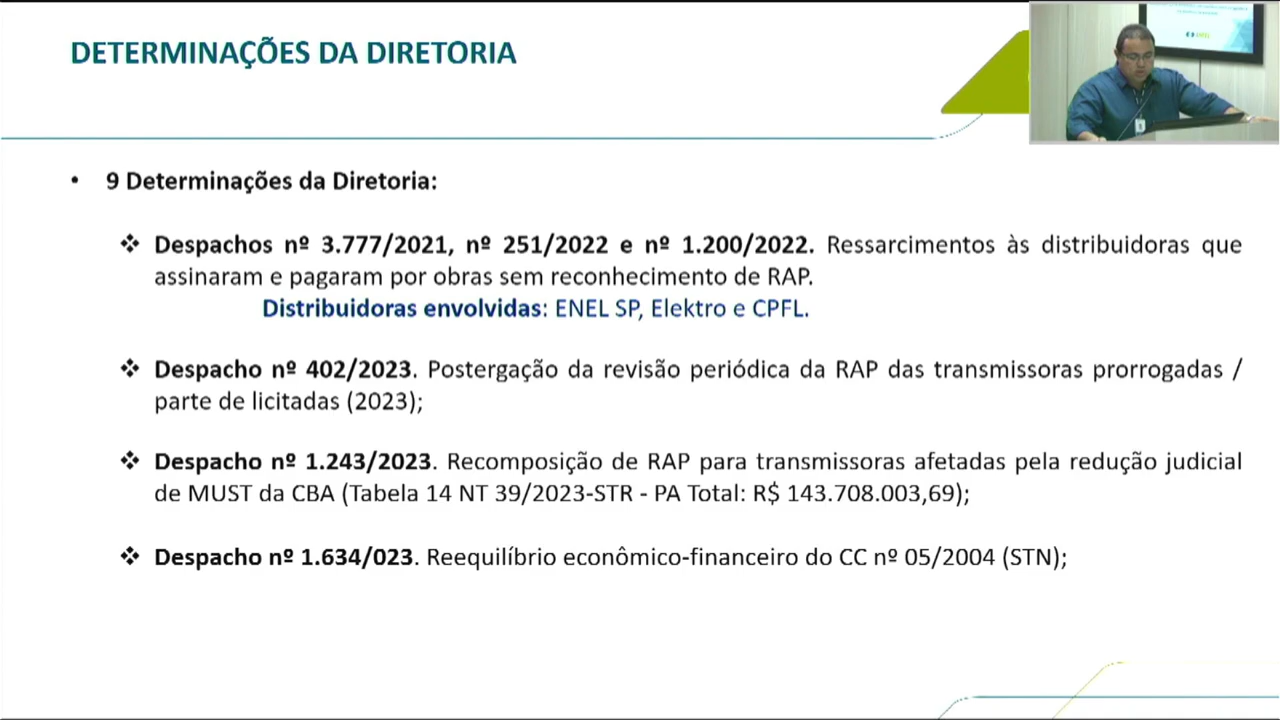 DETERMINAÇÕES DA DIRETORIA
• 9 Determinações da Diretoria:
❖ Despachos nº 3.777/2021, nº 251/2022 e nº 1.200/2022. Ressarcimentos às distribuidoras que
assinaram e pagaram por obras sem reconhecimento de RAP.
Distribuidoras envolvidas: ENEL SP, Elektro e CPFL.
❖ Despacho nº 402/2023. Postergação da revisão periódica da RAP das transmissoras prorrogadas /
parte de licitadas (2023);
❖ Despacho nº 1.243/2023. Recomposição de RAP para transmissoras afetadas pela redução judicial
de MUST da CBA (Tabela 14 NT 39/2023-STR - PA Total: R$ 143.708.003,69);
❖ Despacho nº 1.634/023. Reequilíbrio econômico-financeiro do CC nº 05/2004 (STN);